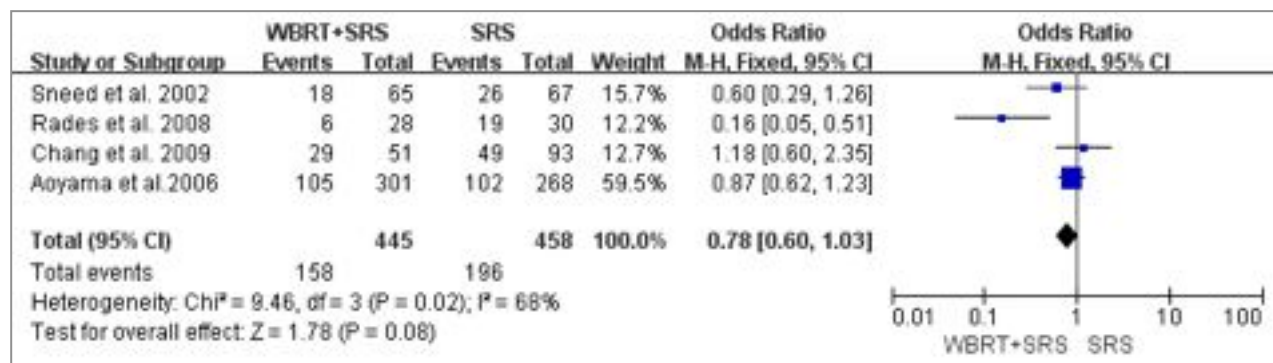 WBRT+SRS SRS Odds Ratio Odds Ratio
Study or Subgroup Events Total Events Total Weight M-H, Fixed, 95% CI M-H, Fixed, 95% CI
Sneed et al. 2002 18 65 26 67 15.7% 0.60 [0.29, 1.26]
Rades et al. 2008 6 28 19 30 12.2% 0.16 [0.05, 0.51]
Chang et al. 2009 29 51 49 93 12.7% 1.18 [0.60, 2.35]
Aoyama et al.2006 105 301 102 268 59.5% 0.87 [0.62, 1.23]
Total (95% CI) 445 458 100.0% 0.78 [0.60, 1.03]
Total events 158 196
Heterogeneity: Chi² = 9.46, df = 3 (P = 0.02); I² = 68%
Test for overall effect: Z = 1.78 (P = 0.08)
0.01 0.1 1 10 100
WBRT+SRS SRS